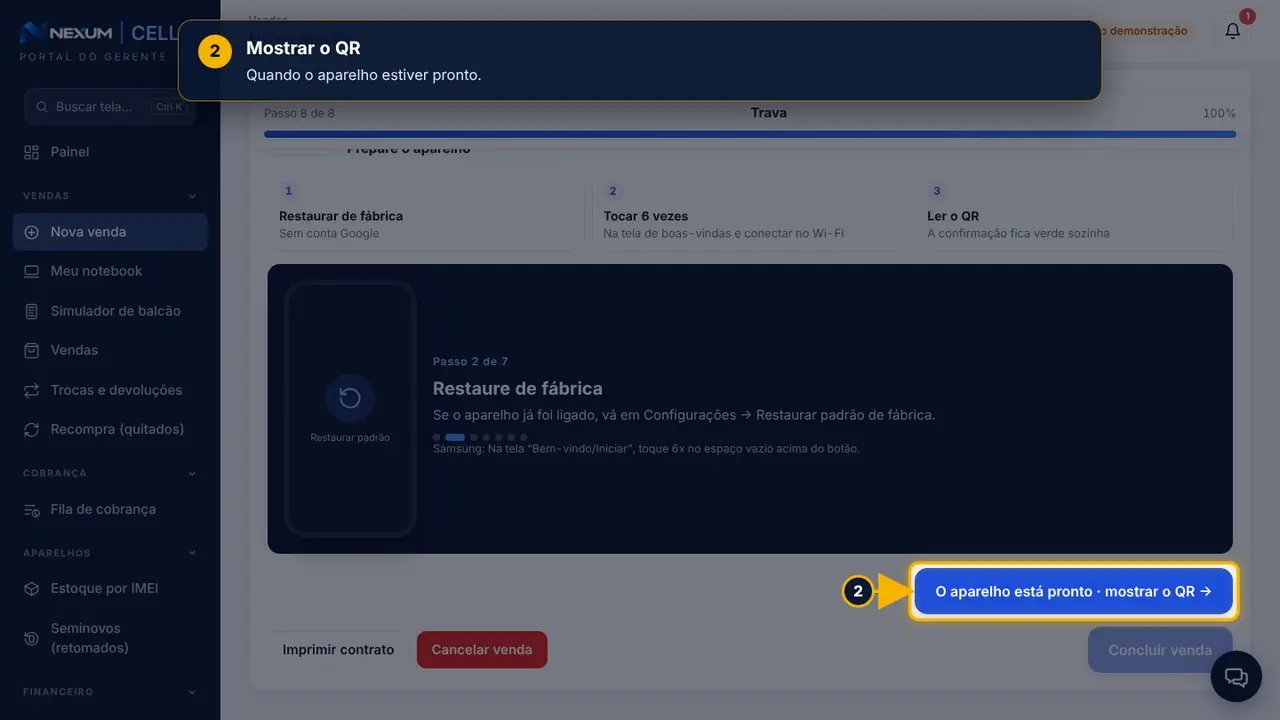 NEXUM | CELL
PORTAL DO GERENTE
Buscar tela... Ctrl K
Painel
VENDAS
Nova venda
Meu notebook
Simulador de balcão
Vendas
Trocas e devoluções
Recompra (quitados)
COBRANÇA
Fila de cobrança
APARELHOS
Estoque por IMEI
Seminovos
(retomados)
FINANCEIRO
Vendas
demonstração
1
2
Mostrar o QR
Quando o aparelho estiver pronto.
Passo 8 de 8
Trava
100%
Prepare o aparelho
1
Restaurar de fábrica
Sem conta Google
2
Tocar 6 vezes
Na tela de boas-vindas e conectar no Wi-Fi
3
Ler o QR
A confirmação fica verde sozinha
Restaurar padrão
Passo 2 de 7
Restaure de fábrica
Se o aparelho já foi ligado, vá em Configurações → Restaurar padrão de fábrica.
Samsung: Na tela “Bem-vindo/Iniciar”, toque 6x no espaço vazio acima do botão.
2
O aparelho está pronto · mostrar o QR →
Imprimir contrato
Cancelar venda
Concluir venda